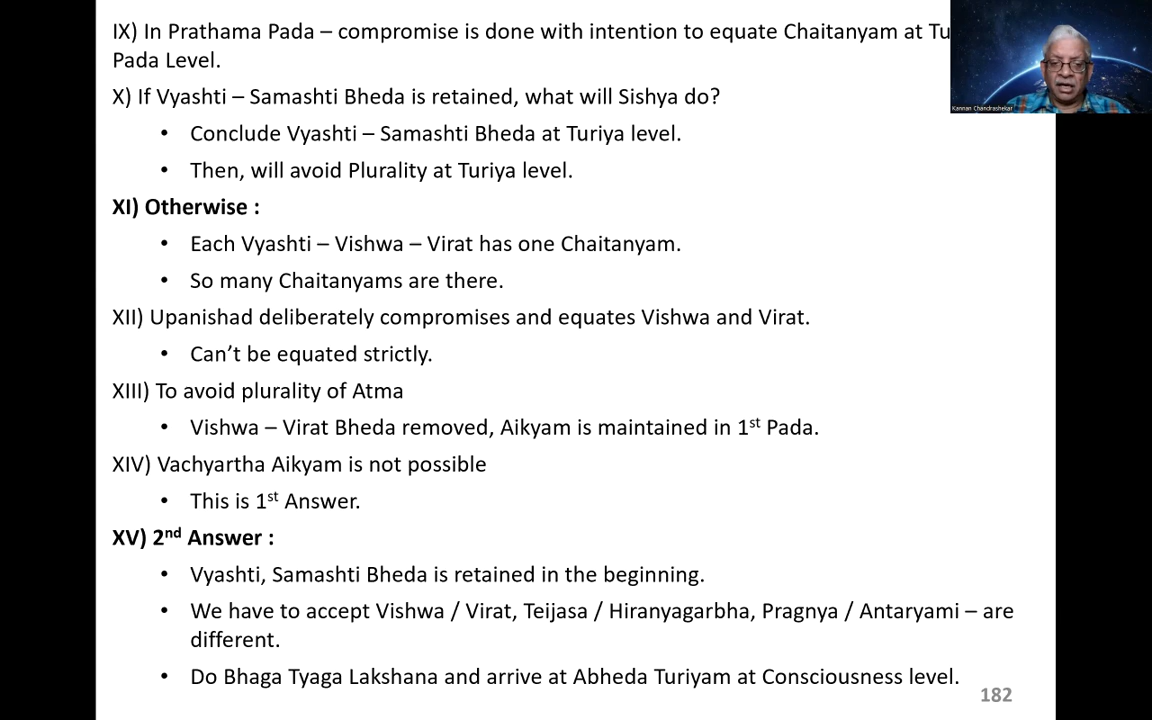 IX) In Prathama Pada – compromise is done with intention to equate Chaitanyam at Tu
Pada Level.
X) If Vyashti – Samashti Bheda is retained, what will Sishya do?
• Conclude Vyashti – Samashti Bheda at Turiya level.
• Then, will avoid Plurality at Turiya level.
XI) Otherwise :
• Each Vyashti – Vishwa – Virat has one Chaitanyam.
• So many Chaitanyams are there.
XII) Upanishad deliberately compromises and equates Vishwa and Virat.
• Can’t be equated strictly.
XIII) To avoid plurality of Atma
• Vishwa – Virat Bheda removed, Aikyam is maintained in 1st Pada.
XIV) Vachyartha Aikyam is not possible
• This is 1st Answer.
XV) 2nd Answer :
• Vyashti, Samashti Bheda is retained in the beginning.
• We have to accept Vishwa / Virat, Teijasa / Hiranyagarbha, Pragnya / Antaryami – are
different.
• Do Bhaga Tyaga Lakshana and arrive at Abheda Turiyam at Consciousness level.
182
Kannan Chandrashekar